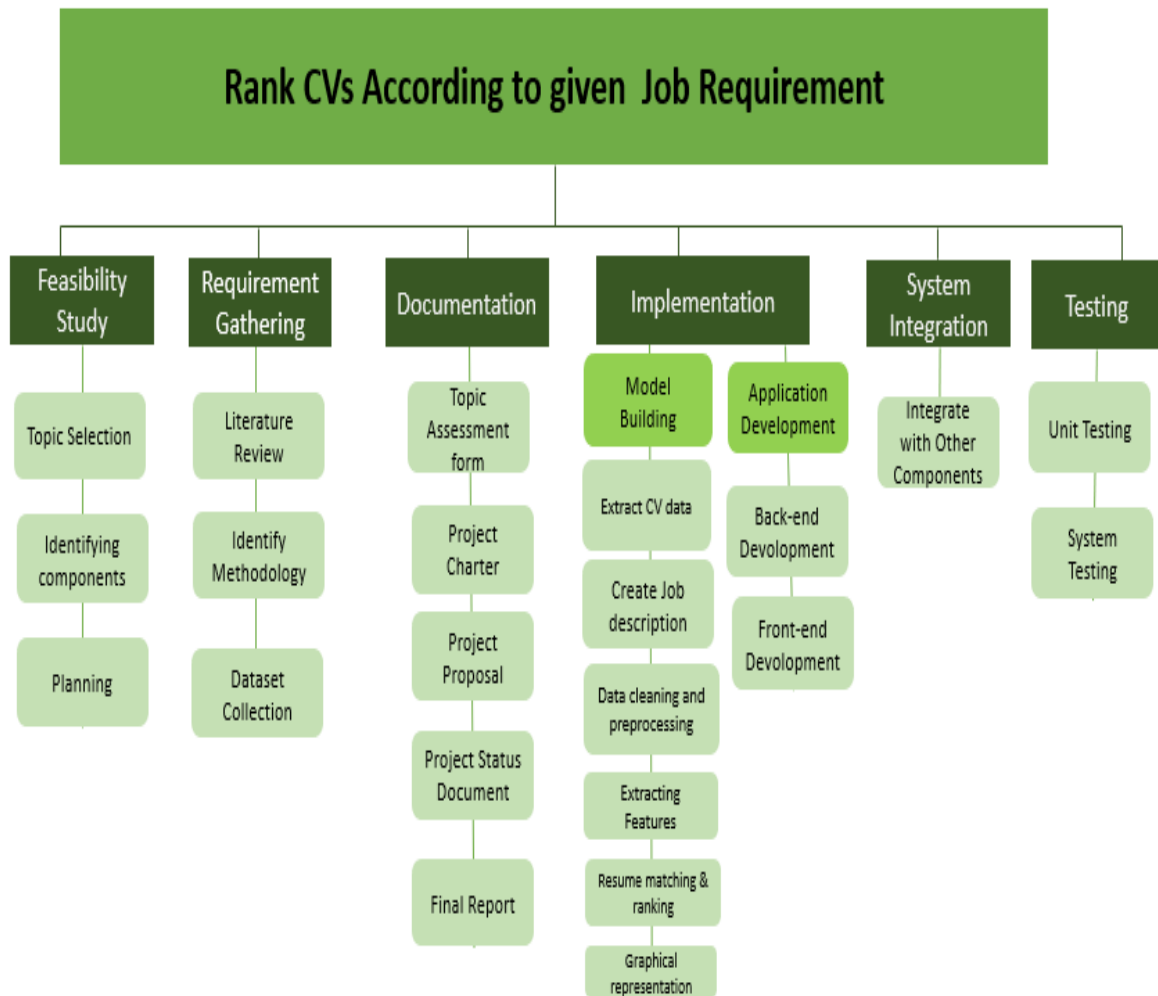 Rank CVs According to given Job Requirement
Feasibility
Study
Topic Selection
Identifying
components
Planning
Requirement
Gathering
Literature
Review
Identify
Methodology
Dataset
Collection
Documentation
Topic
Assessment
form
Project
Charter
Project
Proposal
Project Status
Document
Final Report
Implementation
Model
Building
Extract CV data
Create Job
description
Data cleaning and
preprocessing
Extracting
Features
Resume matching &
ranking
Graphical
representation
Application
Development
Back-end
Devolopment
Front-end
Devolopment
System
Integration
Integrate
with Other
Components
Testing
Unit Testing
System
Testing